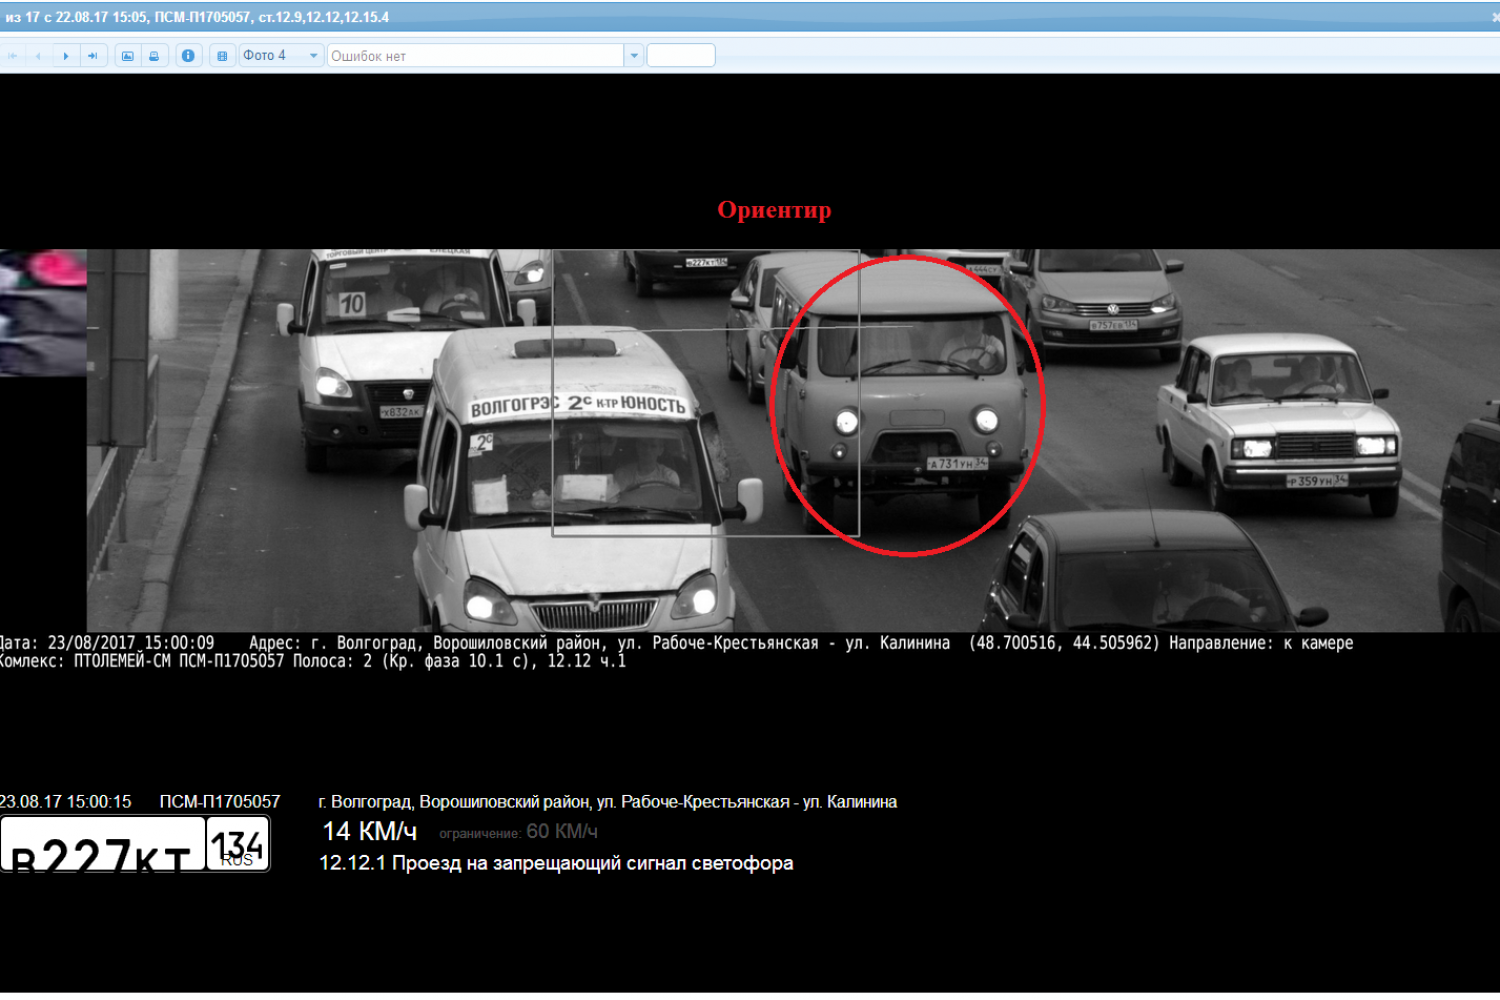 из 17 с 22.08.17 15:05, ПСМ-П1705057, ст.12.9,12.12,12.15.4
Фото 4
Ошибок нет
Ориентир
В227КТ134
10
ВОЛГОГРЭС 2с К-ТР ЮНОСТЬ
2с
Х832АК
А731УН 34
В757ЕВ134
Р359УН 34
Дата: 23/08/2017 15:00:09 Адрес: г. Волгоград, Ворошиловский район, ул. Рабоче-Крестьянская - ул. Калинина (48.700516, 44.505962) Направление: к камере
Комлекс: ПТОЛЕМЕЙ-СМ ПСМ-П1705057 Полоса: 2 (Кр. фаза 10.1 с), 12.12 ч.1
23.08.17 15:00:15 ПСМ-П1705057 г. Волгоград, Ворошиловский район, ул. Рабоче-Крестьянская - ул. Калинина
14 КМ/ч ограничение: 60 КМ/ч
в227кт 134 RUS
12.12.1 Проезд на запрещающий сигнал светофора